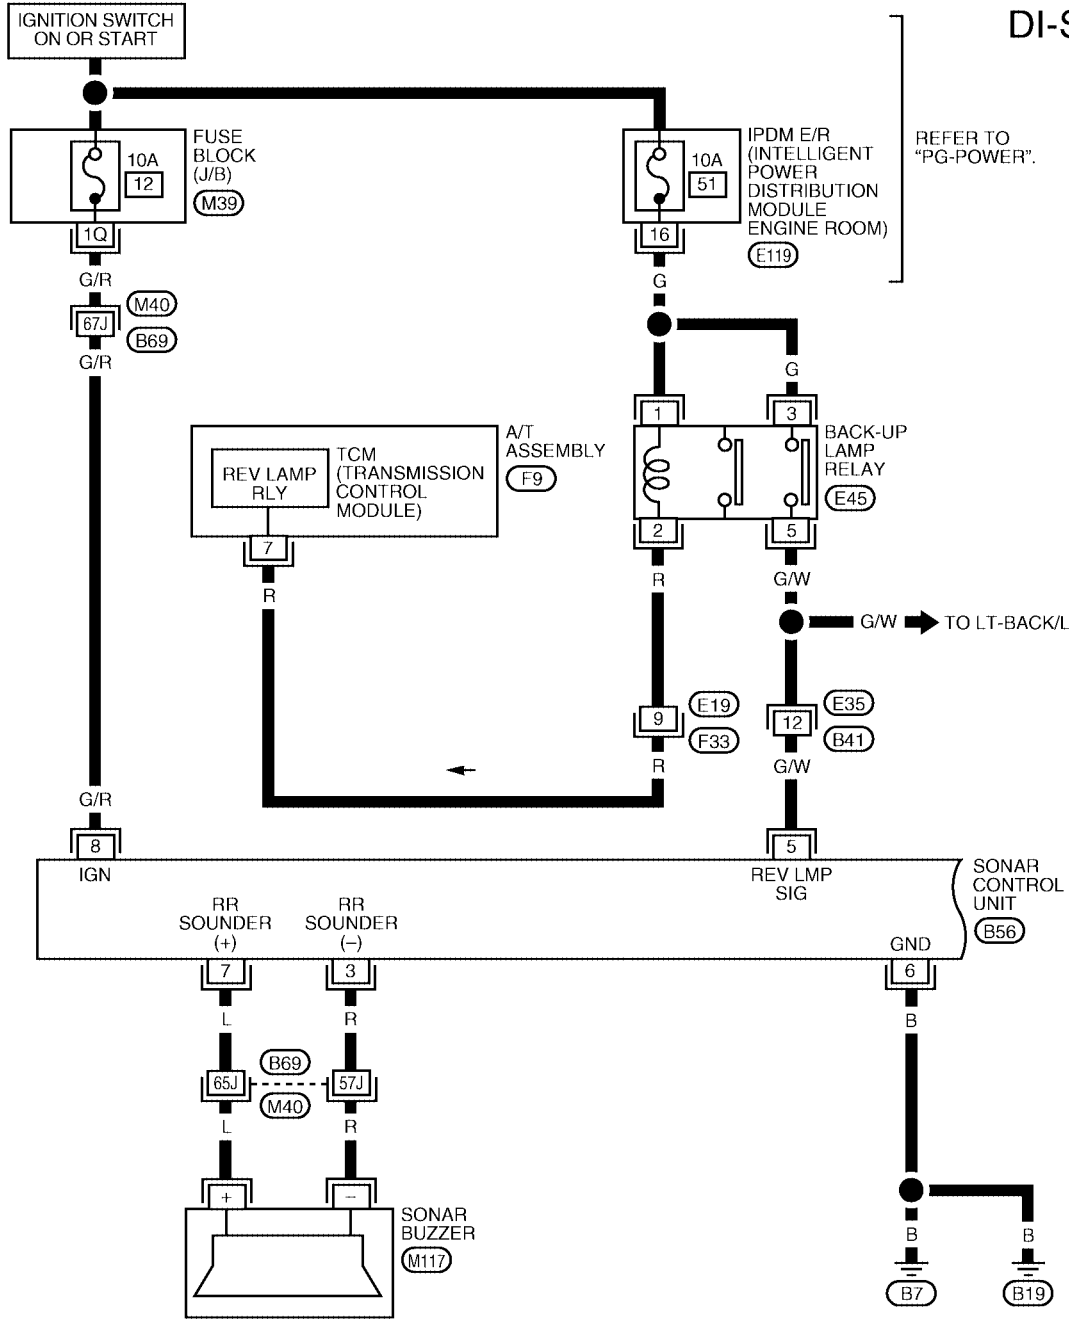 IGNITION SWITCH
ON OR START
DI-S
FUSE
BLOCK
(J/B)
M39
10A
12
1Q
IPDM E/R
(INTELLIGENT
POWER
DISTRIBUTION
MODULE
ENGINE ROOM)
E119
10A
51
16
REFER TO
“PG-POWER”.
G/R
67J
M40
B69
G/R
G
G
1
3
BACK-UP
LAMP
RELAY
E45
2
5
A/T
ASSEMBLY
F9
TCM
(TRANSMISSION
CONTROL
MODULE)
REV LAMP
RLY
7
R
R
G/W
G/W
TO LT-BACK/L
9
E19
F33
12
E35
B41
R
G/W
G/R
8
IGN
5
REV LMP
SIG
SONAR
CONTROL
UNIT
B56
RR
SOUNDER
(+)
RR
SOUNDER
(–)
GND
7
3
6
L
R
B
65J
B69
M40
57J
L
R
+
–
SONAR
BUZZER
M117
B
B
B7
B19